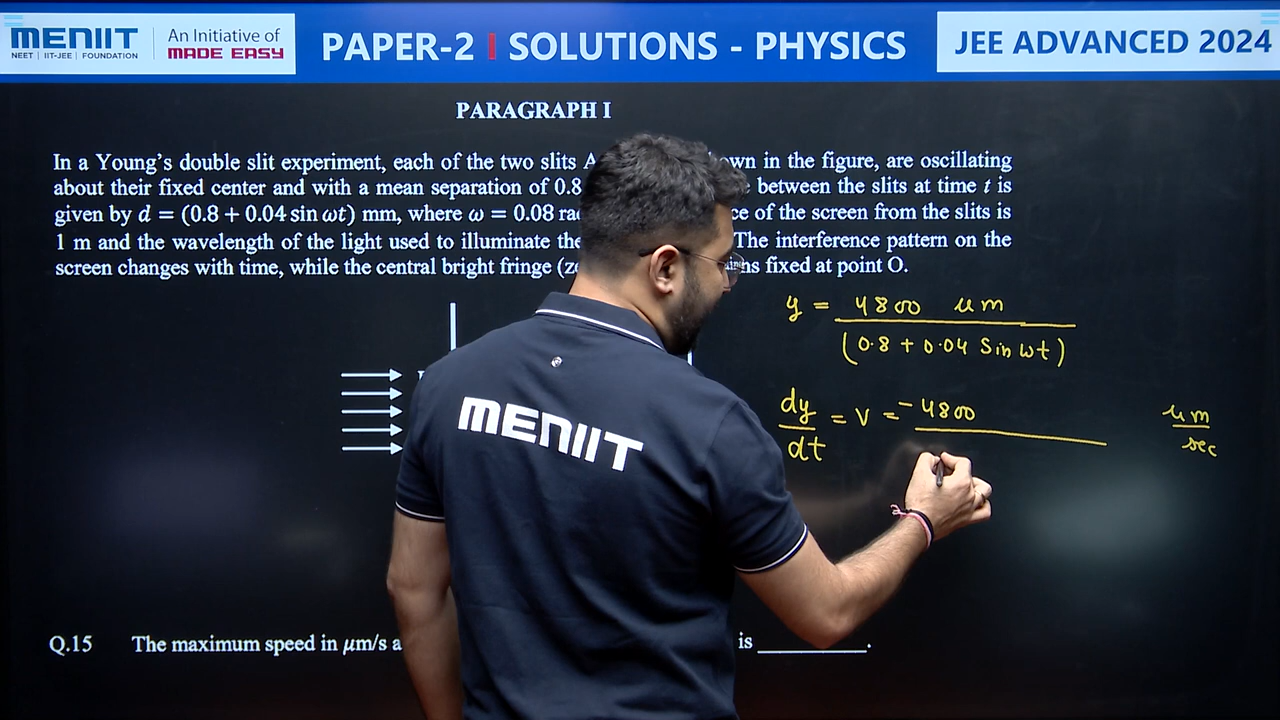 MENIIT
NEET | IIT-JEE | FOUNDATION
An Initiative of
MADE EASY
PAPER-2 | SOLUTIONS - PHYSICS
JEE ADVANCED 2024
PARAGRAPH I
In a Young's double slit experiment, each of the two slits A own in the figure, are oscillating
about their fixed center and with a mean separation of 0.8 e between the slits at time t is
given by d = (0.8 + 0.04 sin ωt) mm, where ω = 0.08 rad ce of the screen from the slits is
1 m and the wavelength of the light used to illuminate the The interference pattern on the
screen changes with time, while the central bright fringe (ze ns fixed at point O.
y = 4800 um
(0.8 + 0.04 Sin ωt)
dy = v = -4800 um
dt sec
MENIIT
Q.15 The maximum speed in μm/s a is ________.